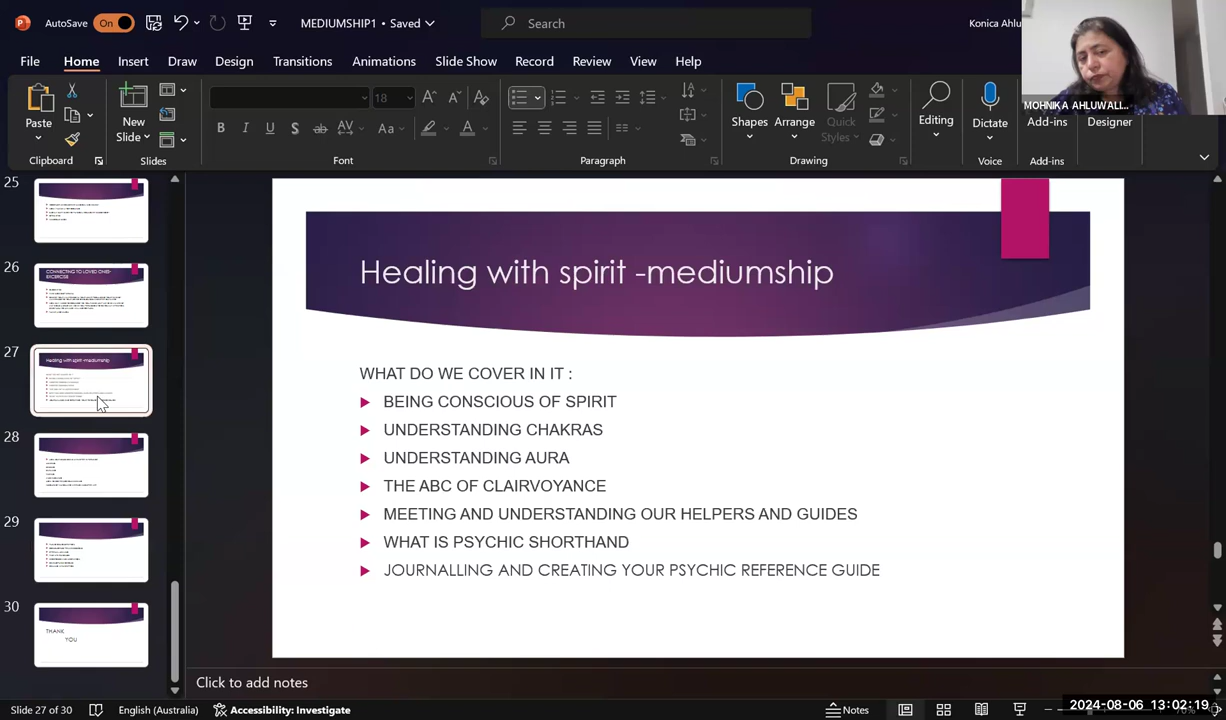 AutoSave On MEDIUMSHIP1 • Saved Search Konica Ahlu
File Home Insert Draw Design Transitions Animations Slide Show Record Review View Help
MOHNIKA AHLUWALI...
18
Paste New Slide Shapes Arrange Quick Styles Editing Dictate Add-ins Designer
Clipboard Slides Font Paragraph Drawing Voice Add-ins
25
26
CONNECTING TO LOVED ONES-
EXCERCISE
27
Healing with spirit -mediumship
28
29
30
THANK
YOU
Healing with spirit -mediumship
WHAT DO WE COVER IN IT :
BEING CONSCIOUS OF SPIRIT
UNDERSTANDING CHAKRAS
UNDERSTANDING AURA
THE ABC OF CLAIRVOYANCE
MEETING AND UNDERSTANDING OUR HELPERS AND GUIDES
WHAT IS PSYCHIC SHORTHAND
JOURNALLING AND CREATING YOUR PSYCHIC REFERENCE GUIDE
Click to add notes
Slide 27 of 30 English (Australia) Accessibility: Investigate Notes
2024-08-06 13:02:19